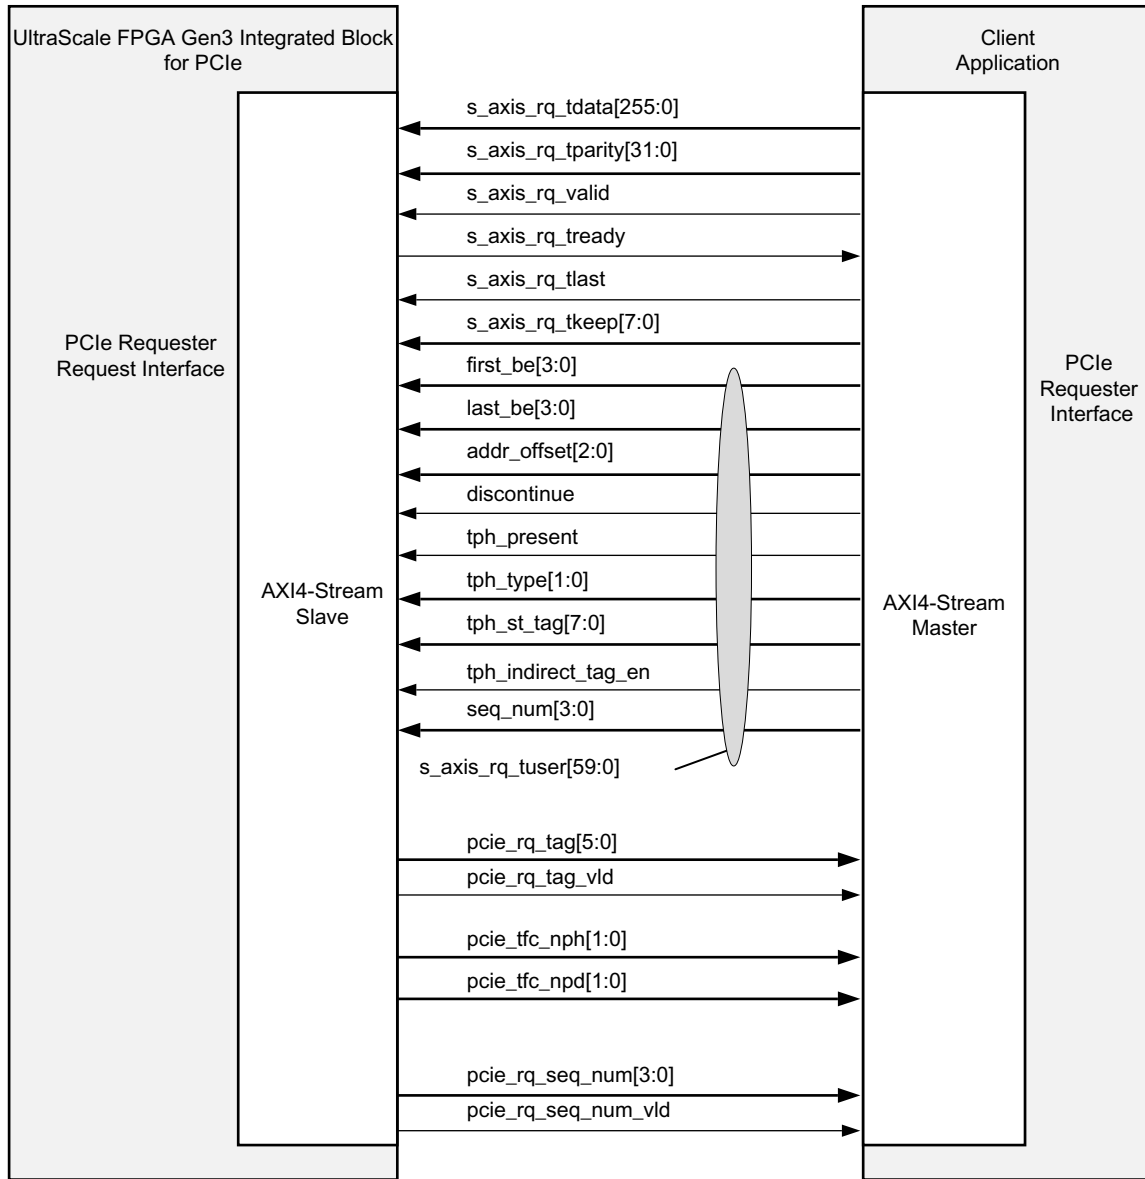 UltraScale FPGA Gen3 Integrated Block
for PCIe
Client
Application
s_axis_rq_tdata[255:0]
s_axis_rq_tparity[31:0]
s_axis_rq_valid
s_axis_rq_tready
s_axis_rq_tlast
s_axis_rq_tkeep[7:0]
PCIe Requester
Request Interface
first_be[3:0]
PCIe
Requester
Interface
last_be[3:0]
addr_offset[2:0]
discontinue
tph_present
tph_type[1:0]
AXI4-Stream
Slave
AXI4-Stream
Master
tph_st_tag[7:0]
tph_indirect_tag_en
seq_num[3:0]
s_axis_rq_tuser[59:0]
pcie_rq_tag[5:0]
pcie_rq_tag_vld
pcie_tfc_nph[1:0]
pcie_tfc_npd[1:0]
pcie_rq_seq_num[3:0]
pcie_rq_seq_num_vld